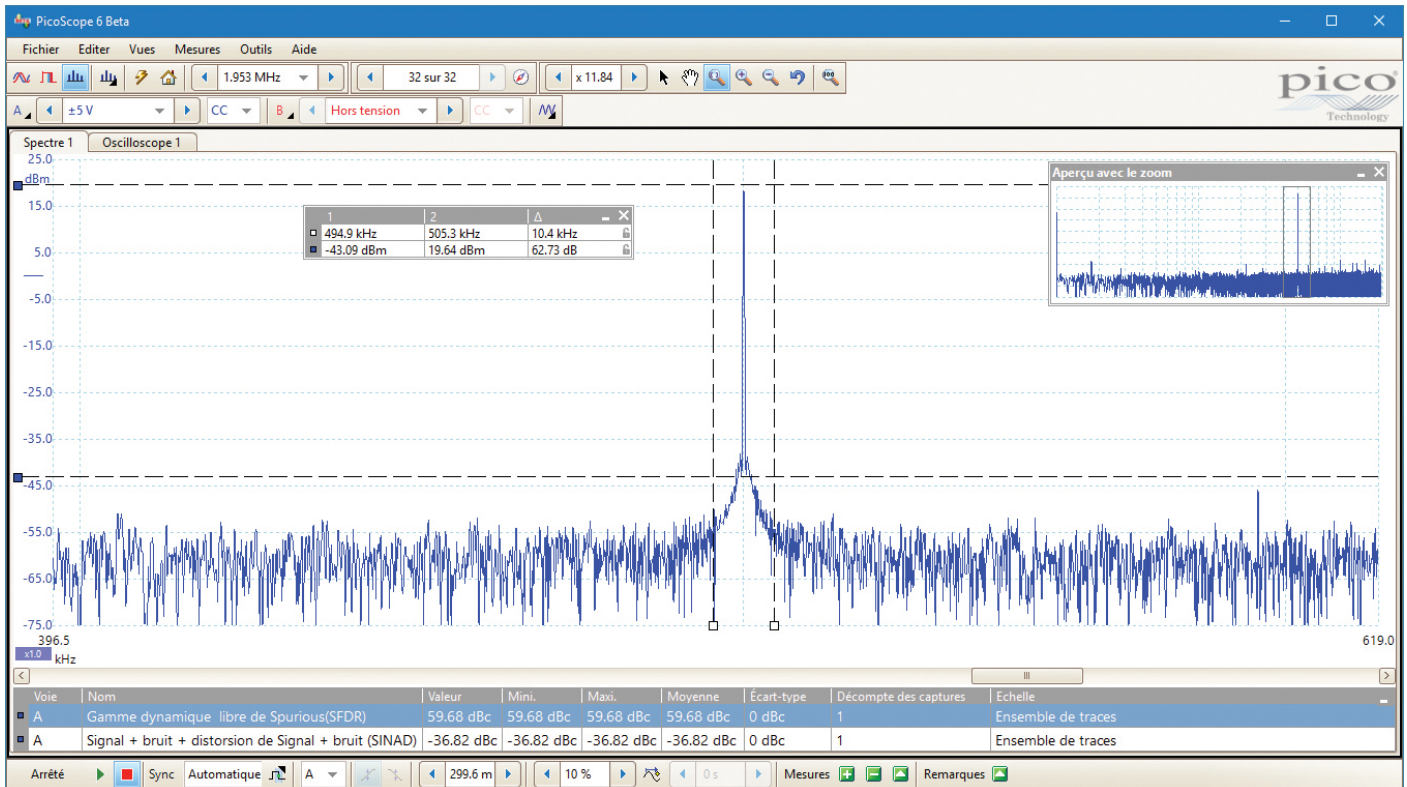 PicoScope 6 Beta
Fichier Editer Vues Mesures Outils Aide
1.953 MHz 32 sur 32 x 11.84
pico
Technology
A ±5 V CC B Hors tension CC
Spectre 1 Oscilloscope 1
25.0
dBm
Aperçu avec le zoom
15.0
1 2 Δ
494.9 kHz 505.3 kHz 10.4 kHz
-43.09 dBm 19.64 dBm 62.73 dB
5.0
-5.0
-15.0
-25.0
-35.0
-45.0
-55.0
-65.0
-75.0
396.5 619.0
x1.0 kHz
Voie Nom Valeur Mini. Maxi. Moyenne Écart-type Décompte des captures Echelle
A Gamme dynamique libre de Spurious(SFDR) 59.68 dBc 59.68 dBc 59.68 dBc 59.68 dBc 0 dBc 1 Ensemble de traces
A Signal + bruit + distorsion de Signal + bruit (SINAD) -36.82 dBc -36.82 dBc -36.82 dBc -36.82 dBc 0 dBc 1 Ensemble de traces
Arrêté Sync Automatique A 299.6 m 10 % 0 s Mesures Remarques